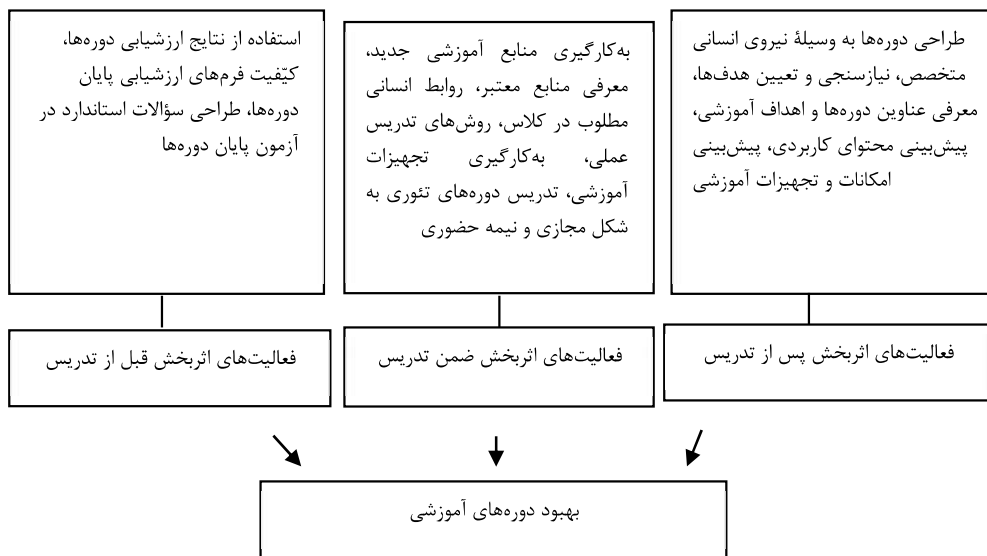 طراحی دوره‌ها به وسیلهٔ نیروی انسانی
متخصص، نیازسنجی و تعیین هدف‌ها،
معرفی عناوین دوره‌ها و اهداف آموزشی،
پیش‌بینی محتوای کاربردی، پیش‌بینی
امکانات و تجهیزات آموزشی
به‌کارگیری منابع آموزشی جدید،
معرفی منابع معتبر، روابط انسانی
مطلوب در کلاس، روش‌های تدریس
عملی، به‌کارگیری تجهیزات
آموزشی، تدریس دوره‌های تئوری به
شکل مجازی و نیمه حضوری
استفاده از نتایج ارزشیابی دوره‌ها،
کیّفیت فرم‌های ارزشیابی پایان
دوره‌ها، طراحی سؤالات استاندارد در
آزمون پایان دوره‌ها
فعالیت‌های اثربخش پس از تدریس
فعالیت‌های اثربخش ضمن تدریس
فعالیت‌های اثربخش قبل از تدریس
بهبود دوره‌های آموزشی